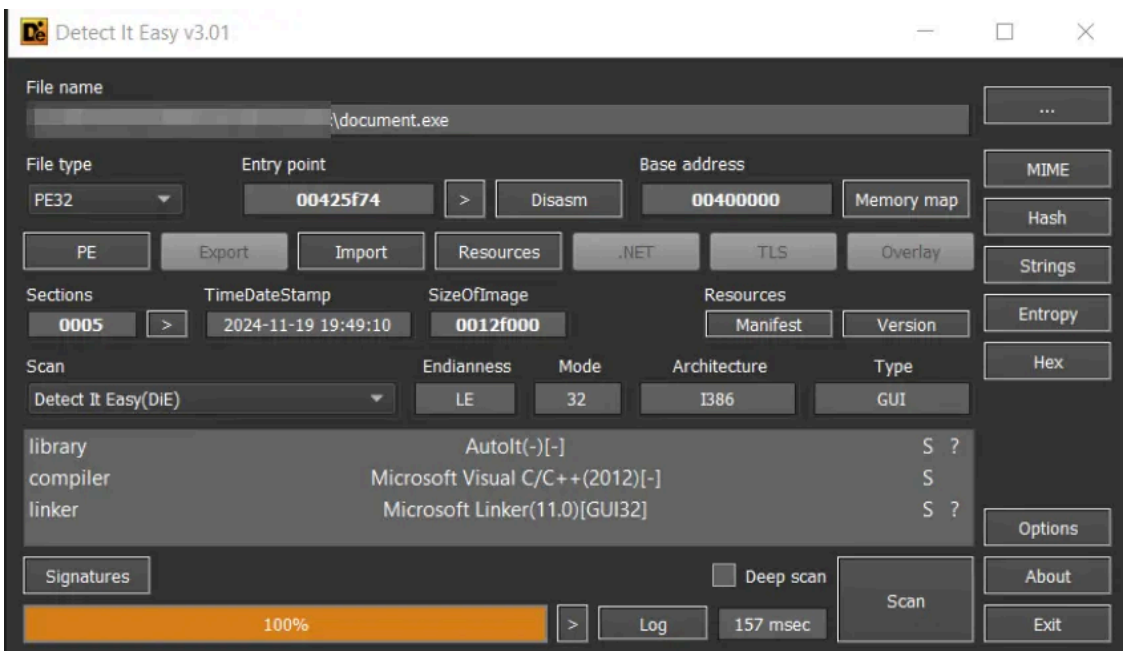 Detect It Easy v3.01
File name
:\document.exe
...
File type Entry point Base address
PE32 00425f74 > Disasm 00400000 Memory map MIME
Hash
PE Export Import Resources .NET TLS Overlay
Strings
Sections TimeDateStamp SizeOfImage Resources
0005 > 2024-11-19 19:49:10 0012f000 Manifest Version Entropy
Scan Endianness Mode Architecture Type Hex
Detect It Easy(DiE) LE 32 I386 GUI
library AutoIt(-)[-] S ?
compiler Microsoft Visual C/C++(2012)[-] S
linker Microsoft Linker(11.0)[GUI32] S ?
Options
Signatures Deep scan Scan About
100% > Log 157 msec Exit